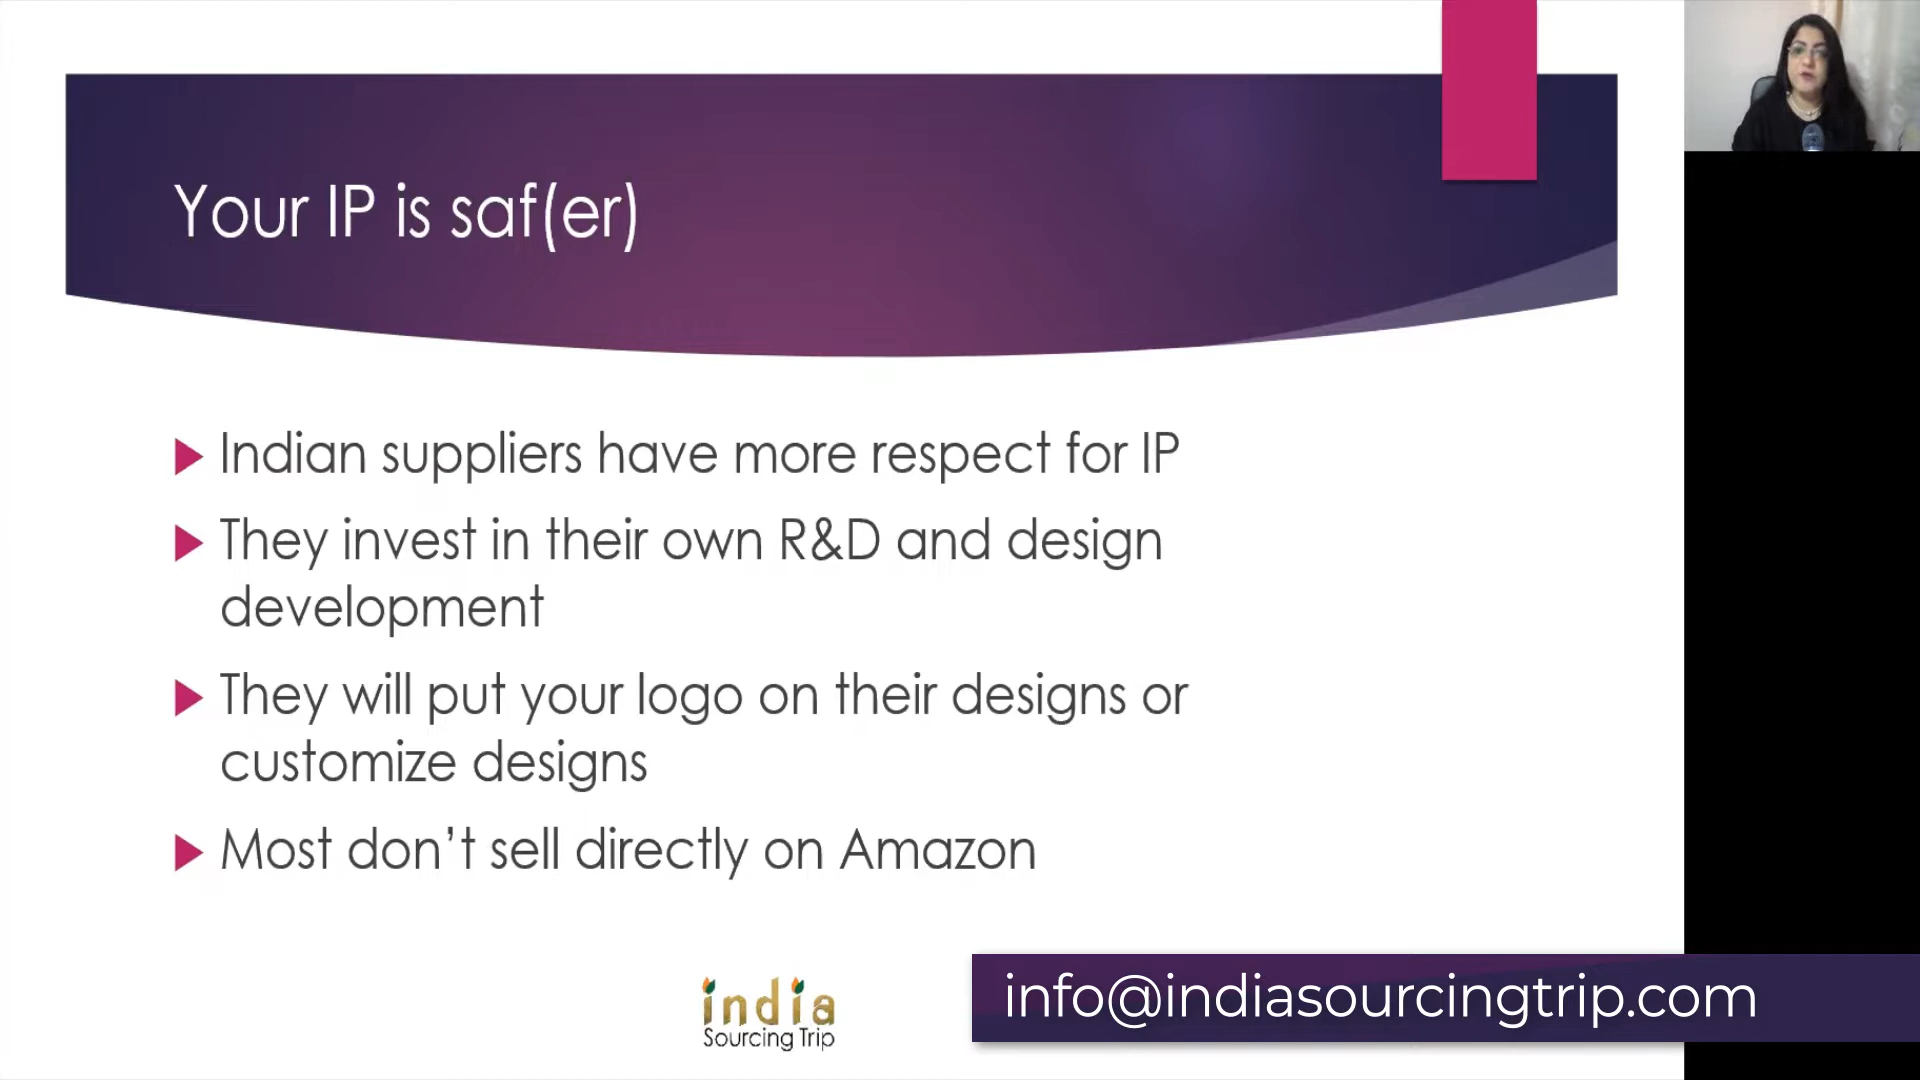 Your IP is saf(er)
Indian suppliers have more respect for IP
They invest in their own R&D and design
development
They will put your logo on their designs or
customize designs
Most don’t sell directly on Amazon
india
Sourcing Trip
info@indiasourcingtrip.com